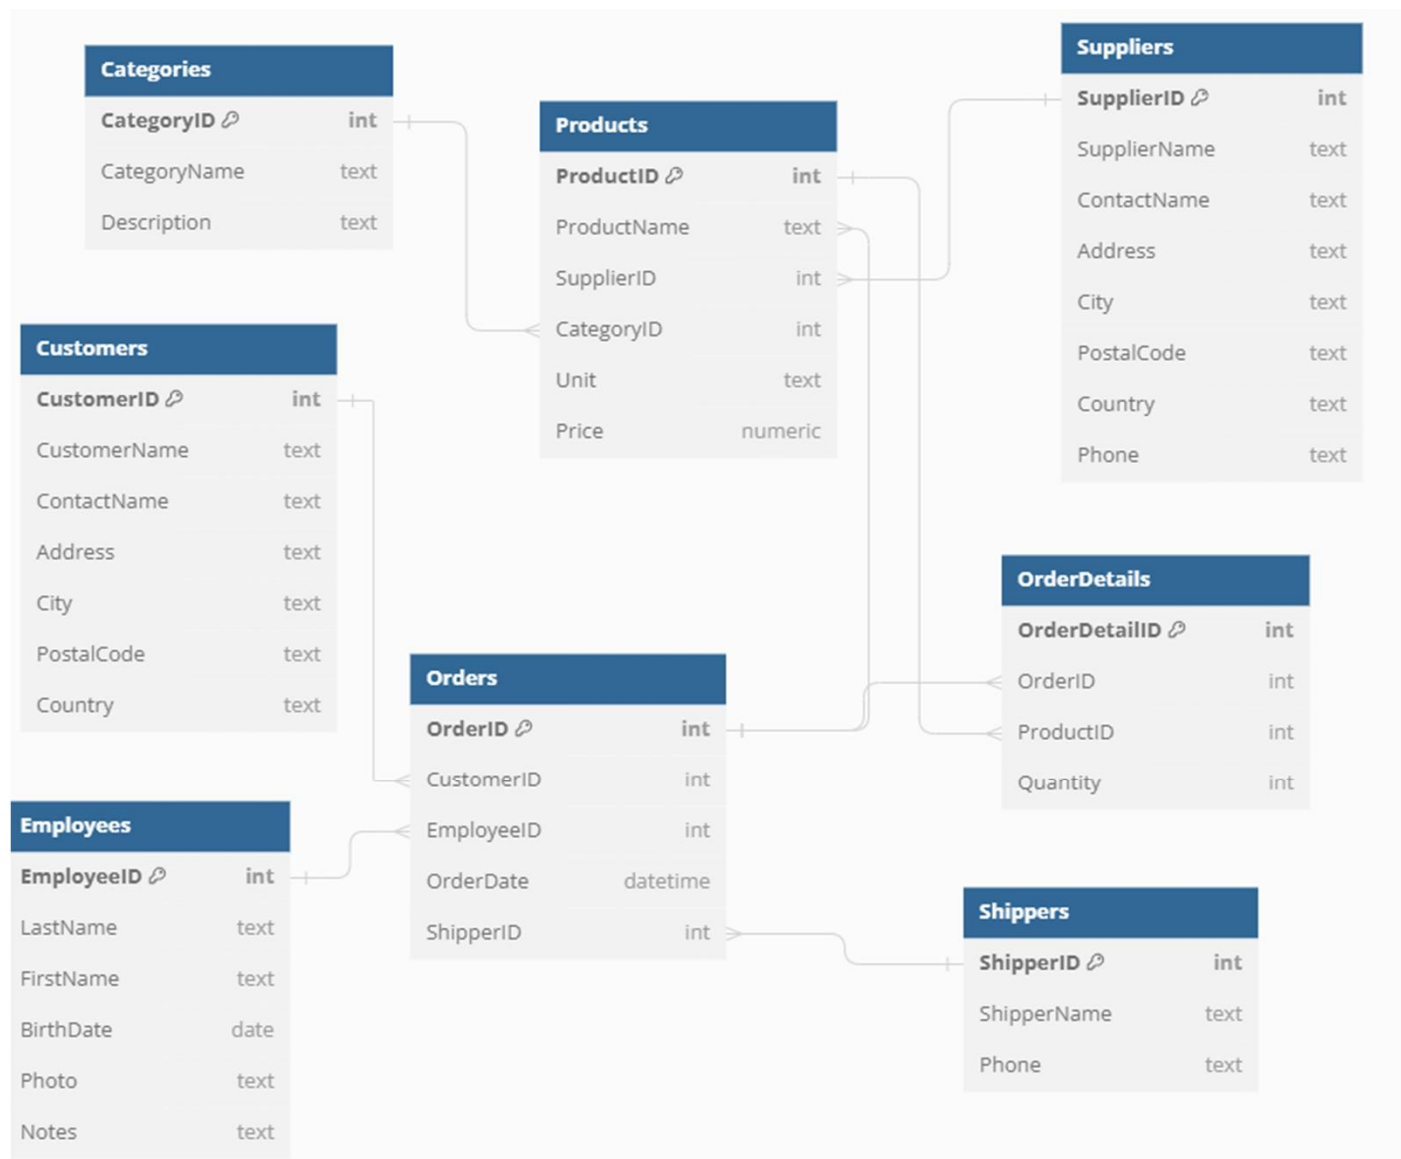 Categories
CategoryID int
CategoryName text
Description text
Products
ProductID int
ProductName text
SupplierID int
CategoryID int
Unit text
Price numeric
Suppliers
SupplierID int
SupplierName text
ContactName text
Address text
City text
PostalCode text
Country text
Phone text
Customers
CustomerID int
CustomerName text
ContactName text
Address text
City text
PostalCode text
Country text
Orders
OrderID int
CustomerID int
EmployeeID int
OrderDate datetime
ShipperID int
OrderDetails
OrderDetailID int
OrderID int
ProductID int
Quantity int
Employees
EmployeeID int
LastName text
FirstName text
BirthDate date
Photo text
Notes text
Shippers
ShipperID int
ShipperName text
Phone text